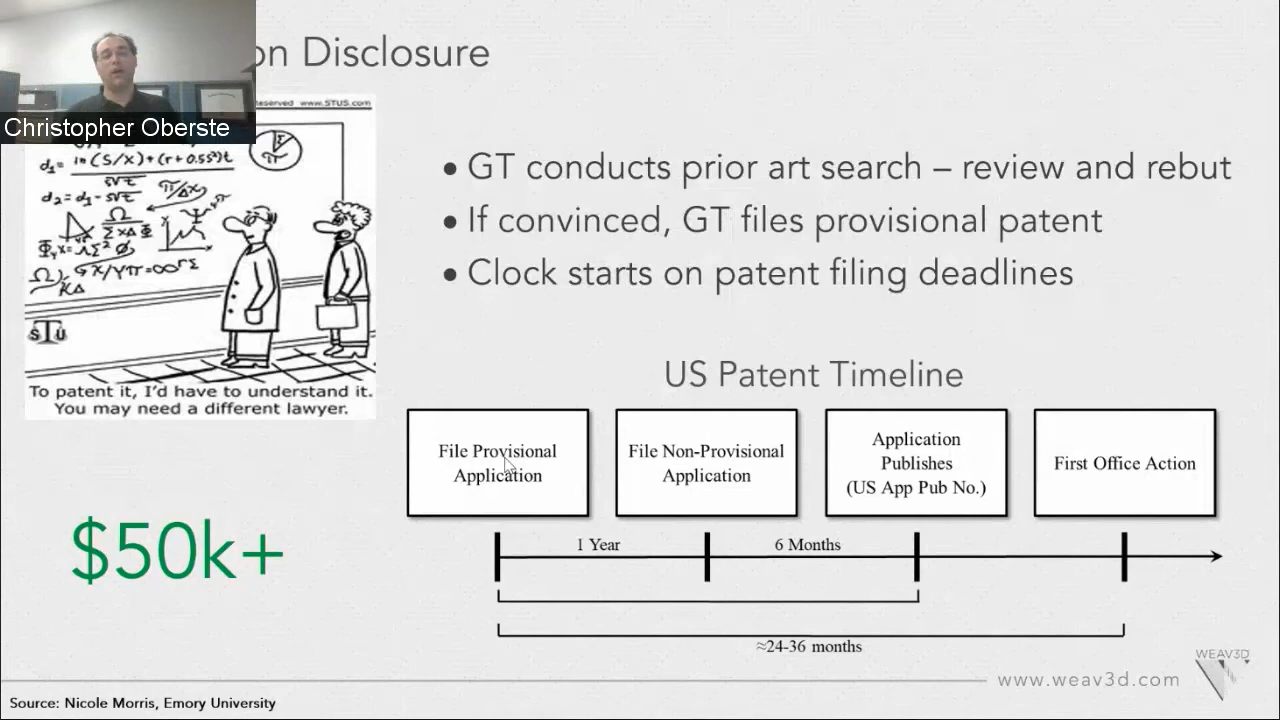 on Disclosure
Christopher Oberste
www.STUS.com
• GT conducts prior art search – review and rebut
• If convinced, GT files provisional patent
• Clock starts on patent filing deadlines
To patent it, I'd have to understand it.
You may need a different lawyer.
$50k+
US Patent Timeline
File Provisional
Application
File Non-Provisional
Application
Application
Publishes
(US App Pub No.)
First Office Action
1 Year
6 Months
≈24-36 months
WEAV3D
www.weav3d.com
Source: Nicole Morris, Emory University